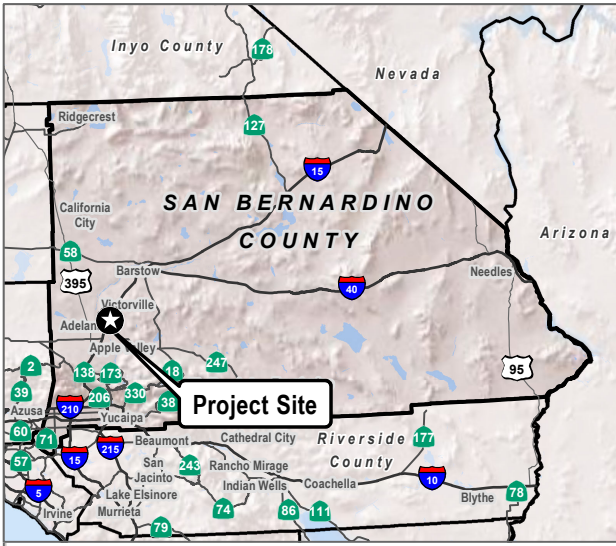 Inyo County
178
Nevada
Ridgecrest
127
15
SAN BERNARDINO
COUNTY
California
City
Arizona
58
Barstow
Needles
395
40
Victorville
Adelan
Apple Valley
247
95
2
138
173
18
39
206
330
38
Project Site
Azusa
210
Yucaipa
60
71
215
Beaumont
Cathedral City
Riverside
County
177
57
15
San
Jacinto
243
Rancho Mirage
Indian Wells
Coachella
10
5
Lake Elsinore
Blythe
78
Irvine
Murrieta
79
74
86
111